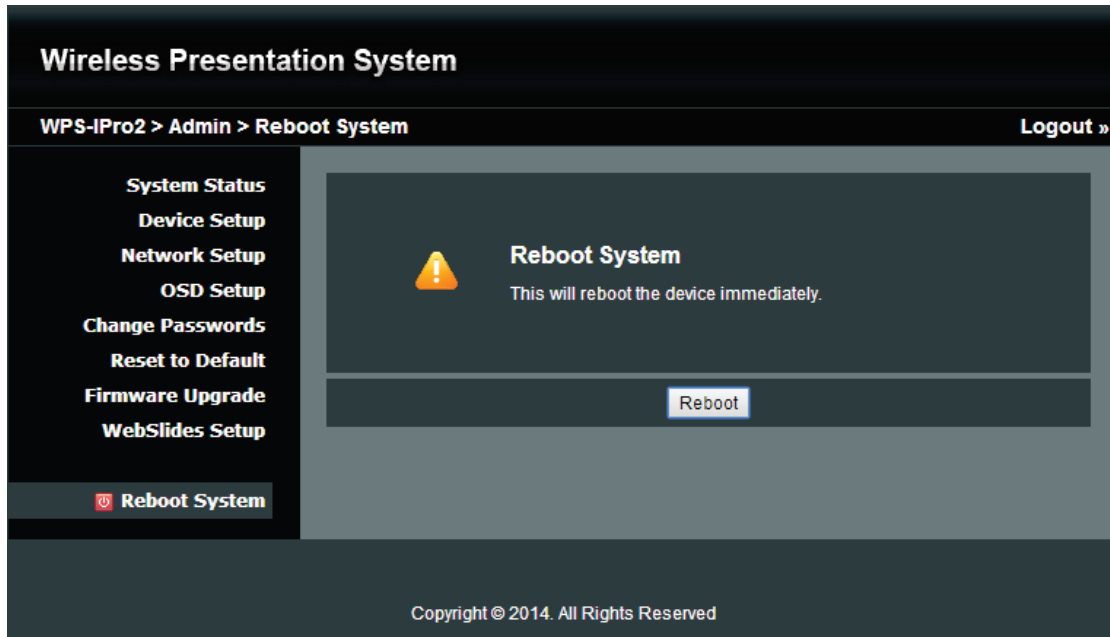 Wireless Presentation System
WPS-IPro2 > Admin > Reboot System
Logout »
System Status
Device Setup
Network Setup
OSD Setup
Change Passwords
Reset to Default
Firmware Upgrade
WebSlides Setup
Reboot System
Reboot System
This will reboot the device immediately.
Reboot
Copyright © 2014. All Rights Reserved